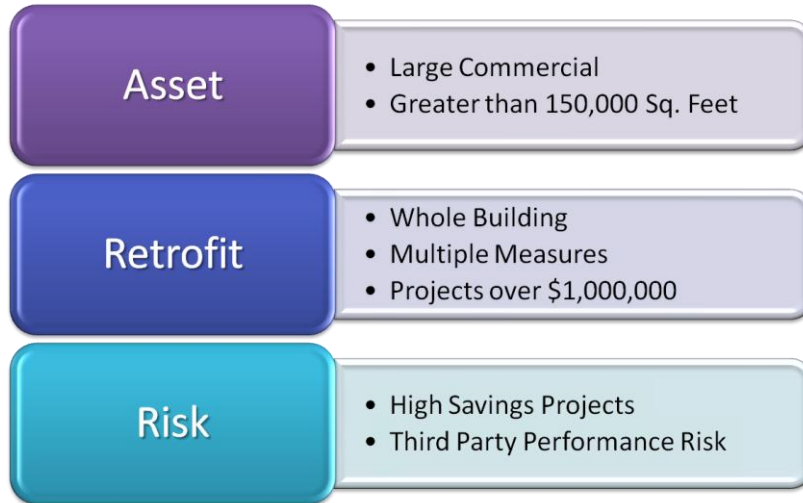 Asset
• Large Commercial
• Greater than 150,000 Sq. Feet
Retrofit
• Whole Building
• Multiple Measures
• Projects over $1,000,000
Risk
• High Savings Projects
• Third Party Performance Risk